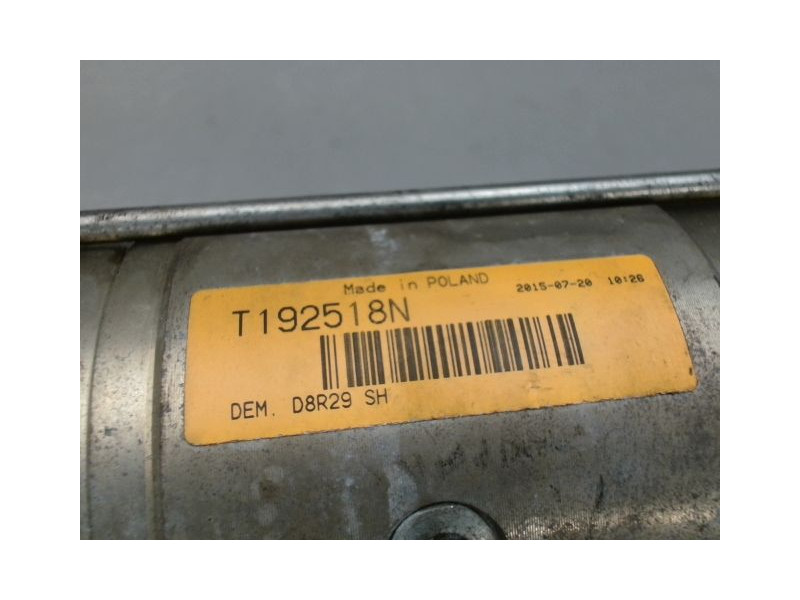 Made in POLAND 2015-07-20 10:26
T192518N
DEM. D8R29 SH